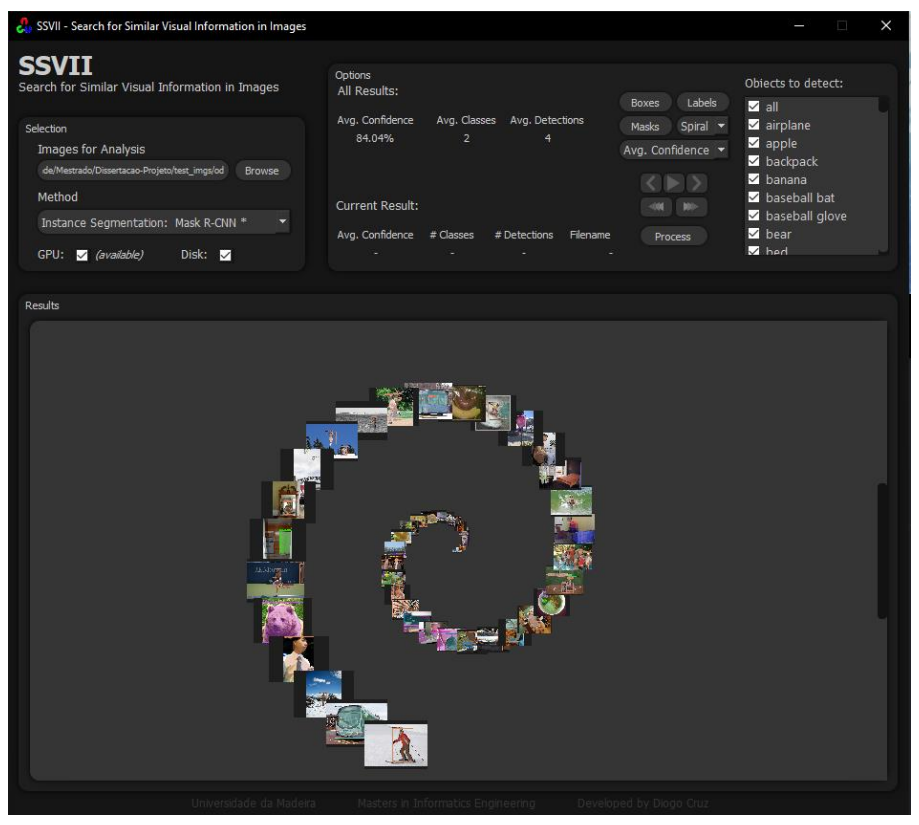 SSVII - Search for Similar Visual Information in Images
SSVII
Search for Similar Visual Information in Images
Selection
Images for Analysis
de/Mestrado/Dissertacao-Projeto/test_imgs/od Browse
Method
Instance Segmentation: Mask R-CNN *
GPU: (available) Disk:
Options
All Results:
Avg. Confidence Avg. Classes Avg. Detections
84.04% 2 4
Current Result:
Avg. Confidence # Classes # Detections Filename
- - - -
Boxes Labels
Masks Spiral
Avg. Confidence
Process
Objects to detect:
all
airplane
apple
backpack
banana
baseball bat
baseball glove
bear
bed
Results
Universidade da Madeira Masters in Informatics Engineering Developed by Diogo Cruz